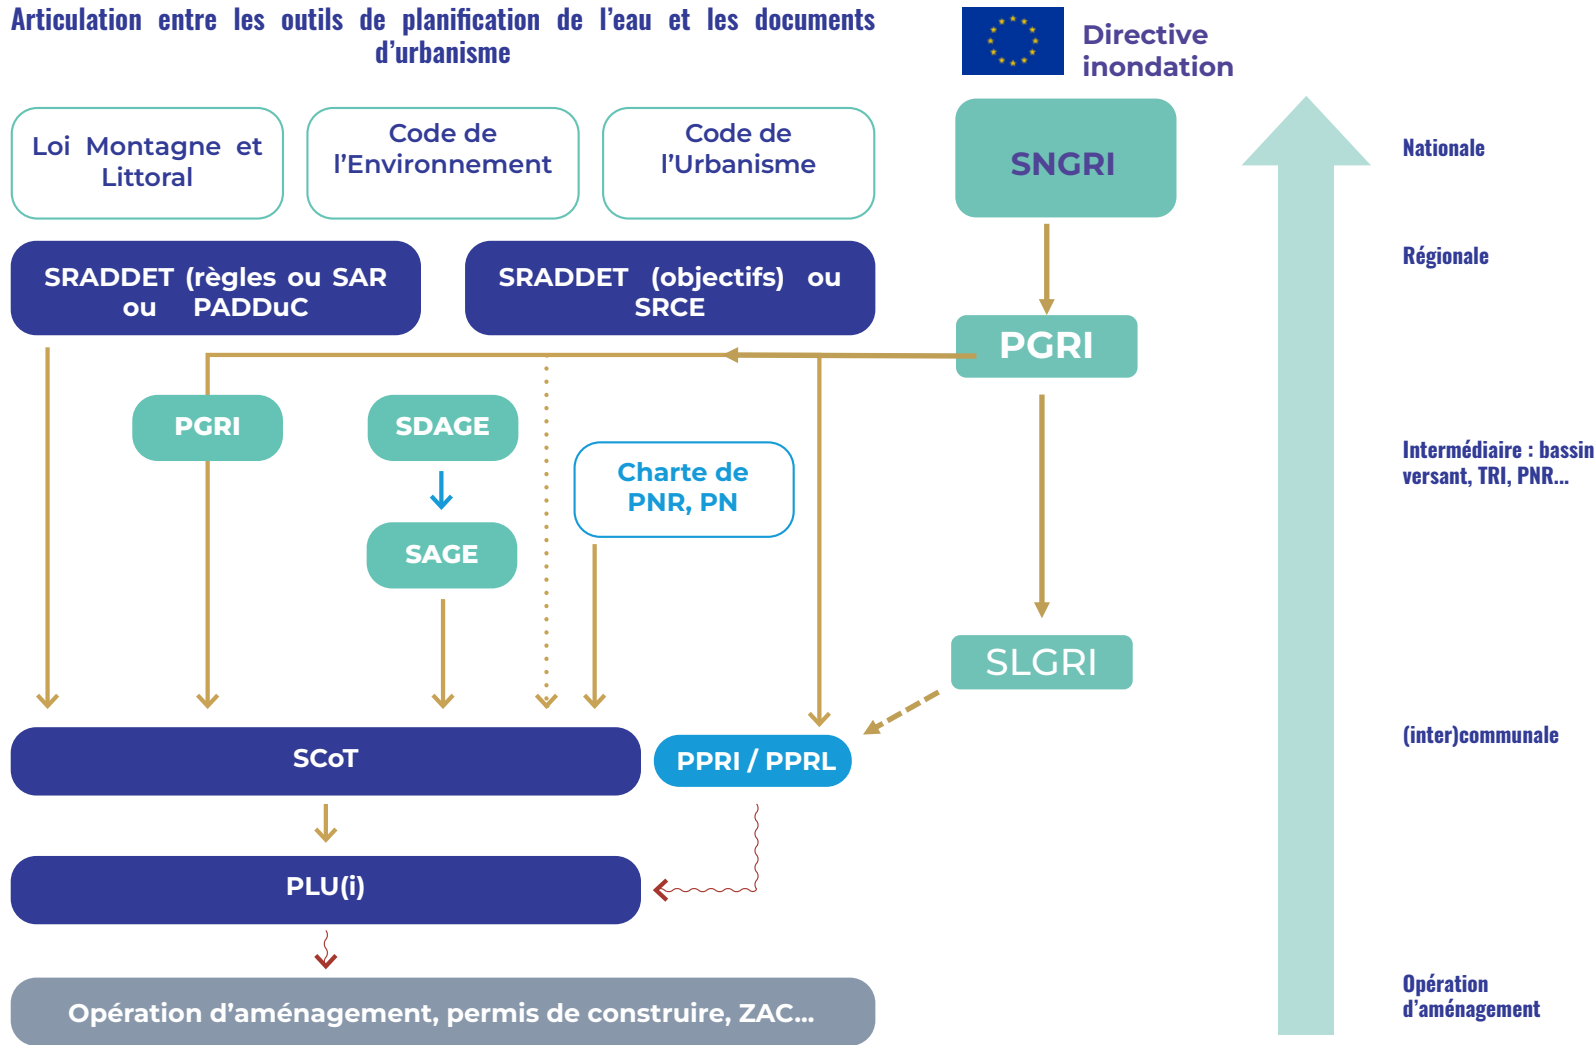 Articulation entre les outils de planification de l’eau et les documents
d’urbanisme
Directive
inondation
Loi Montagne et
Littoral
Code de
l’Environnement
Code de
l’Urbanisme
SNGRI
Nationale
SRADDET (règles ou SAR
ou PADDuC
SRADDET (objectifs) ou
SRCE
Régionale
PGRI
PGRI
SDAGE
Charte de
PNR, PN
Intermédiaire : bassin
versant, TRI, PNR...
SAGE
SLGRI
SCoT
PPRI / PPRL
(inter)communale
PLU(i)
Opération d’aménagement, permis de construire, ZAC...
Opération
d’aménagement